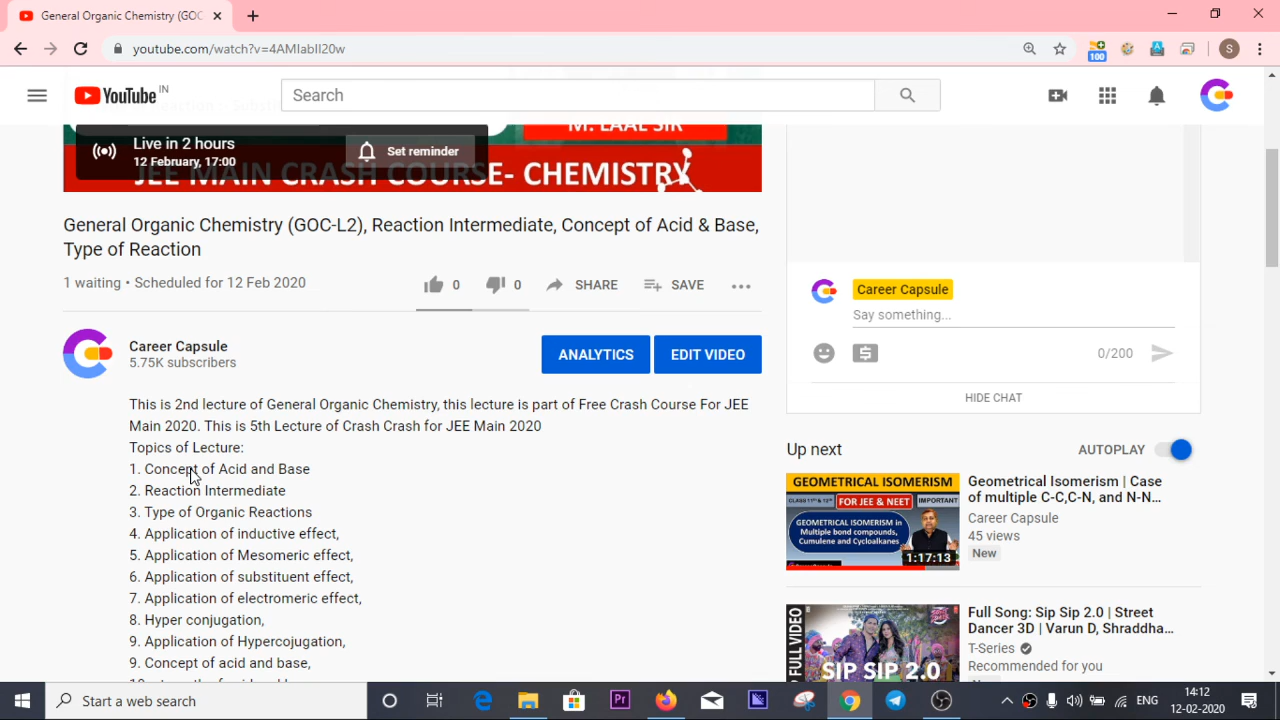 General Organic Chemistry (GOC
youtube.com/watch?v=4AMIabII20w
100
S
YouTube IN
Search
M. LAAL SIR
Live in 2 hours
12 February, 17:00
Set reminder
JEE MAIN CRASH COURSE- CHEMISTRY
General Organic Chemistry (GOC-L2), Reaction Intermediate, Concept of Acid & Base,
Type of Reaction
1 waiting • Scheduled for 12 Feb 2020
0
0
SHARE
SAVE
Career Capsule
5.75K subscribers
ANALYTICS
EDIT VIDEO
This is 2nd lecture of General Organic Chemistry, this lecture is part of Free Crash Course For JEE
Main 2020. This is 5th Lecture of Crash Crash for JEE Main 2020
Topics of Lecture:
1. Concept of Acid and Base
2. Reaction Intermediate
3. Type of Organic Reactions
4. Application of inductive effect,
5. Application of Mesomeric effect,
6. Application of substituent effect,
7. Application of electromeric effect,
8. Hyper conjugation,
9. Application of Hypercojugation,
9. Concept of acid and base,
Career Capsule
Say something...
0/200
HIDE CHAT
Up next
AUTOPLAY
GEOMETRICAL ISOMERISM
CLASS 11th & 12th
FOR JEE & NEET
IMPORTANT
GEOMETRICAL ISOMERISM in
Multiple bond compounds,
Cumulene and Cycloalkanes
1:17:13
Geometrical Isomerism | Case
of multiple C-C,C-N, and N-N...
Career Capsule
45 views
New
FULL VIDEO
SIP SIP 2.0
Full Song: Sip Sip 2.0 | Street
Dancer 3D | Varun D, Shraddha...
T-Series
Recommended for you
Start a web search
Pr
ENG
14:12
12-02-2020